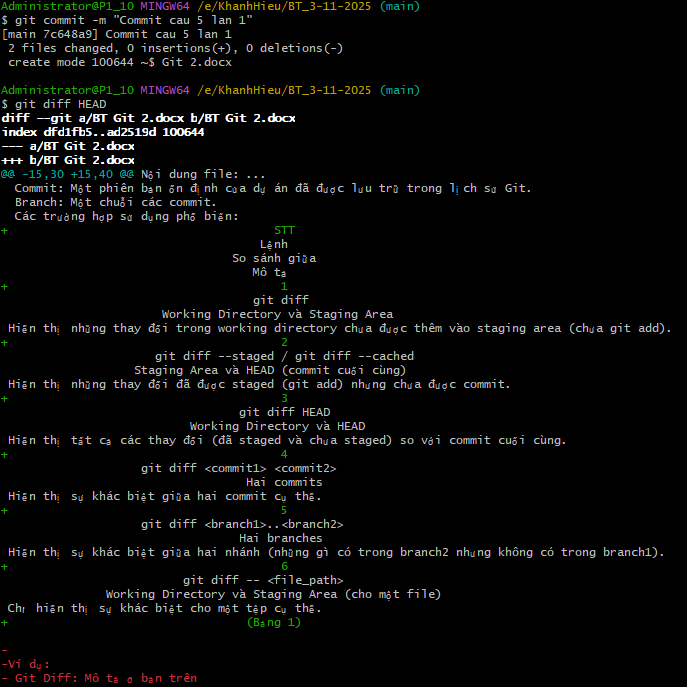 Administrator@P1_10 MINGW64 /e/KhanhHieu/BT_3-11-2025 (main)
$ git commit -m "Commit cau 5 lan 1"
[main 7c648a9] Commit cau 5 lan 1
2 files changed, 0 insertions(+), 0 deletions(-)
create mode 100644 ~$ Git 2.docx
Administrator@P1_10 MINGW64 /e/KhanhHieu/BT_3-11-2025 (main)
$ git diff HEAD
diff --git a/BT Git 2.docx b/BT Git 2.docx
index dfd1fb5..ad2519d 100644
--- a/BT Git 2.docx
+++ b/BT Git 2.docx
@@ -15,30 +15,40 @@ Nội dung file: ...
Commit: Một phiên bản ổn định của dự án đã được lưu trữ trong lịch sử Git.
Branch: Một chuỗi các commit.
Các trường hợp sử dụng phổ biến:
+ STT
Lệnh
So sánh giữa
Mô tả
+ 1
git diff
Working Directory và Staging Area
Hiển thị những thay đổi trong working directory chưa được thêm vào staging area (chưa git add).
+ 2
git diff --staged / git diff --cached
Staging Area và HEAD (commit cuối cùng)
Hiển thị những thay đổi đã được staged (git add) nhưng chưa được commit.
+ 3
git diff HEAD
Working Directory và HEAD
Hiển thị tất cả các thay đổi (đã staged và chưa staged) so với commit cuối cùng.
+ 4
git diff <commit1> <commit2>
Hai commits
Hiển thị sự khác biệt giữa hai commit cụ thể.
+ 5
git diff <branch1>..<branch2>
Hai branches
Hiển thị sự khác biệt giữa hai nhánh (những gì có trong branch2 nhưng không có trong branch1).
+ 6
git diff -- <file_path>
Working Directory và Staging Area (cho một file)
Chỉ hiển thị sự khác biệt cho một tệp cụ thể.
+ (Bảng 1)
-
-Ví dụ:
- Git Diff: Mô tả ở bản trên